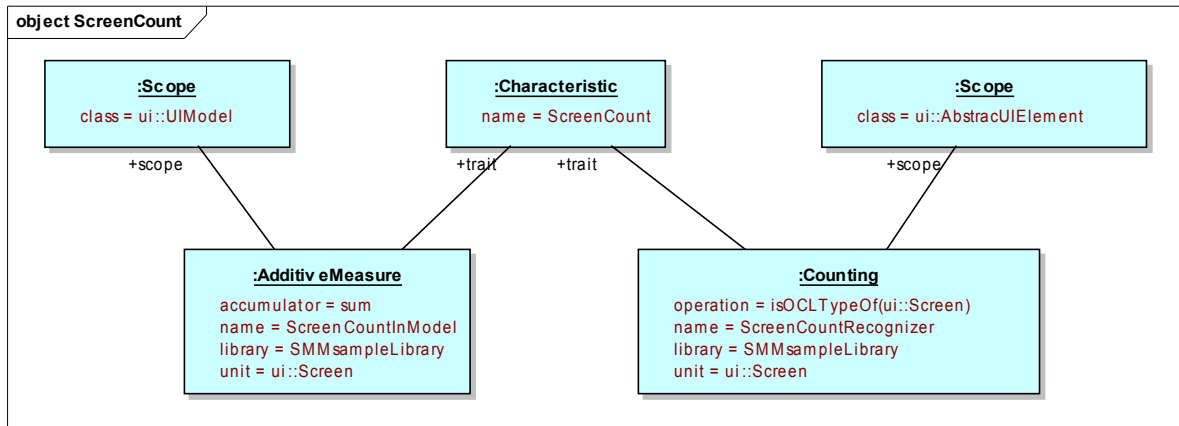 object ScreenCount
:Scope
class = ui::UIModel
:Characteristic
name = ScreenCount
:Scope
class = ui::AbstracUIElement
+scope
+trait
+trait
+scope
:AdditiveMeasure
accumulator = sum
name = ScreenCountInModel
library = SMMsampleLibrary
unit = ui::Screen
:Counting
operation = isOCLTypeOf(ui::Screen)
name = ScreenCountRecognizer
library = SMMsampleLibrary
unit = ui::Screen